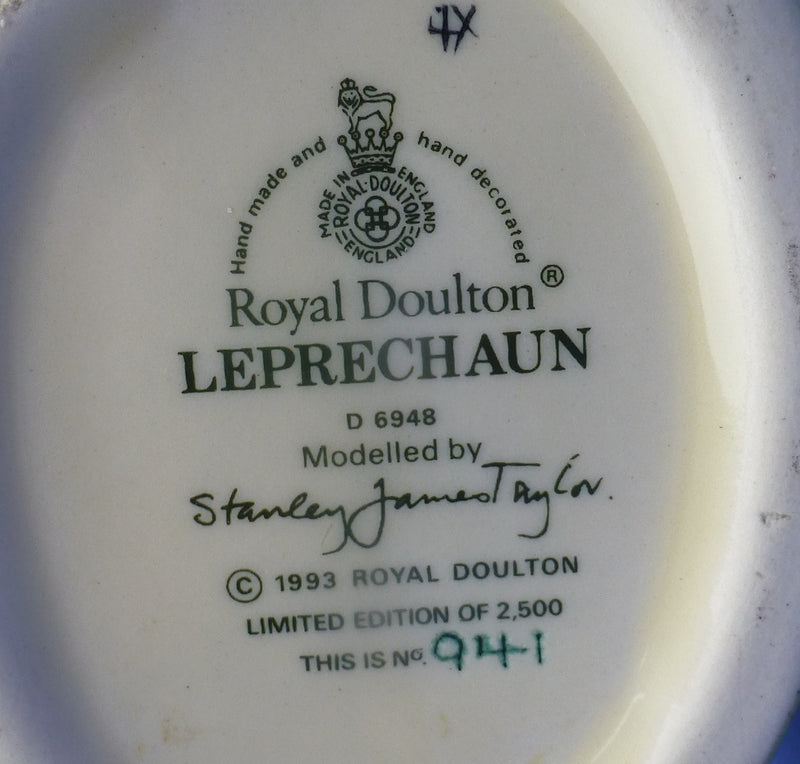 4X
Hand made and hand decorated
MADE IN ENGLAND
ROYAL·DOULTON
ENGLAND
Royal Doulton®
LEPRECHAUN
D 6948
Modelled by
Stanley James Taylor.
© 1993 ROYAL DOULTON
LIMITED EDITION OF 2,500
THIS IS No. 941